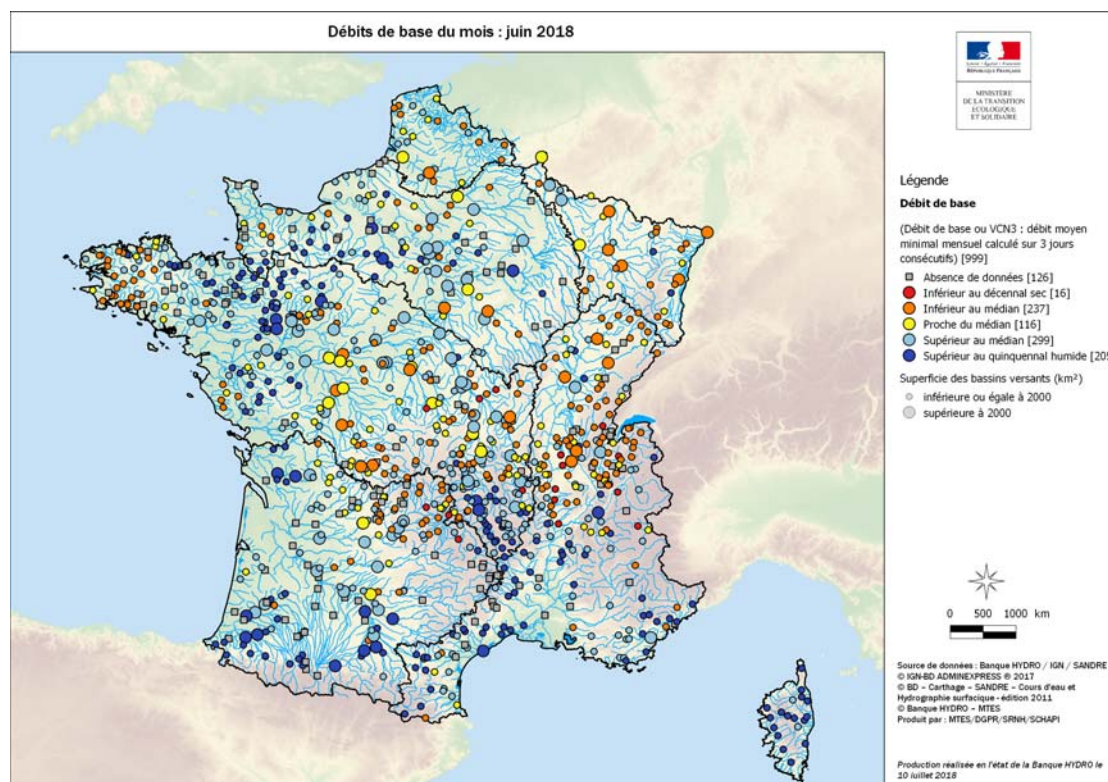 Débits de base du mois : juin 2018
RÉPUBLIQUE FRANÇAISE
MINISTÈRE
DE LA TRANSITION
ÉCOLOGIQUE
ET SOLIDAIRE
Légende
Débit de base
(Débit de base ou VCN3 : débit moyen
minimal mensuel calculé sur 3 jours
consécutifs) [999]
Absence de données [126]
Inférieur au décennal sec [16]
Inférieur au médian [237]
Proche du médian [116]
Supérieur au médian [299]
Supérieur au quinquennal humide [205
Superficie des bassins versants (km²)
inférieure ou égale à 2000
supérieure à 2000
0 500 1000 km
Source de données : Banque HYDRO / IGN / SANDRE
© IGN-BD ADMINEXPRESS ® 2017
© BD – Carthage – SANDRE – Cours d'eau et
Hydrographie surfacique - édition 2011
© Banque HYDRO – MTES
Produit par : MTES/DGPR/SRNH/SCHAPI
Production réalisée en l'état de la Banque HYDRO le
10 juillet 2018